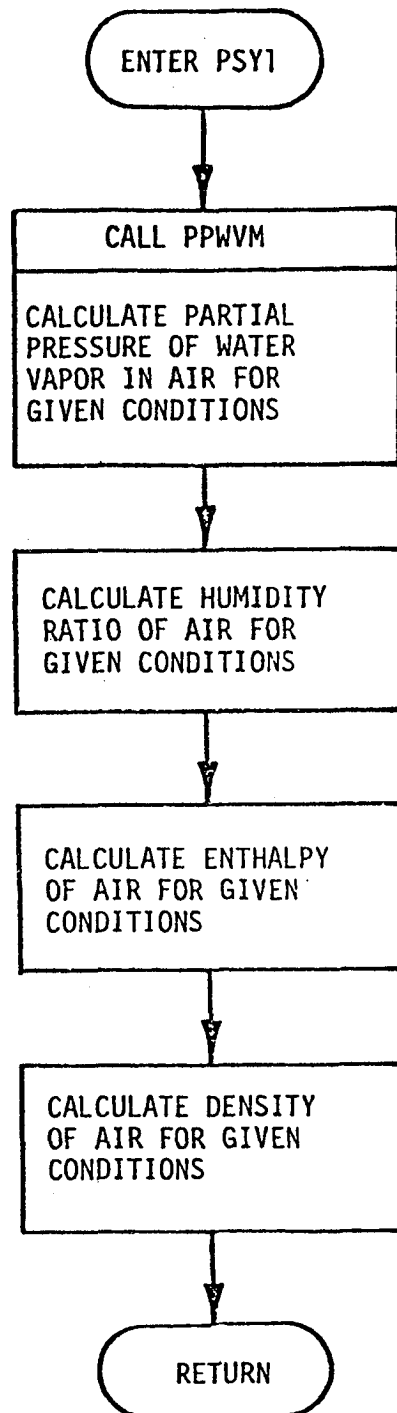 ENTER PSY1
CALL PPWVM
CALCULATE PARTIAL
PRESSURE OF WATER
VAPOR IN AIR FOR
GIVEN CONDITIONS
CALCULATE HUMIDITY
RATIO OF AIR FOR
GIVEN CONDITIONS
CALCULATE ENTHALPY
OF AIR FOR GIVEN
CONDITIONS
CALCULATE DENSITY
OF AIR FOR GIVEN
CONDITIONS
RETURN